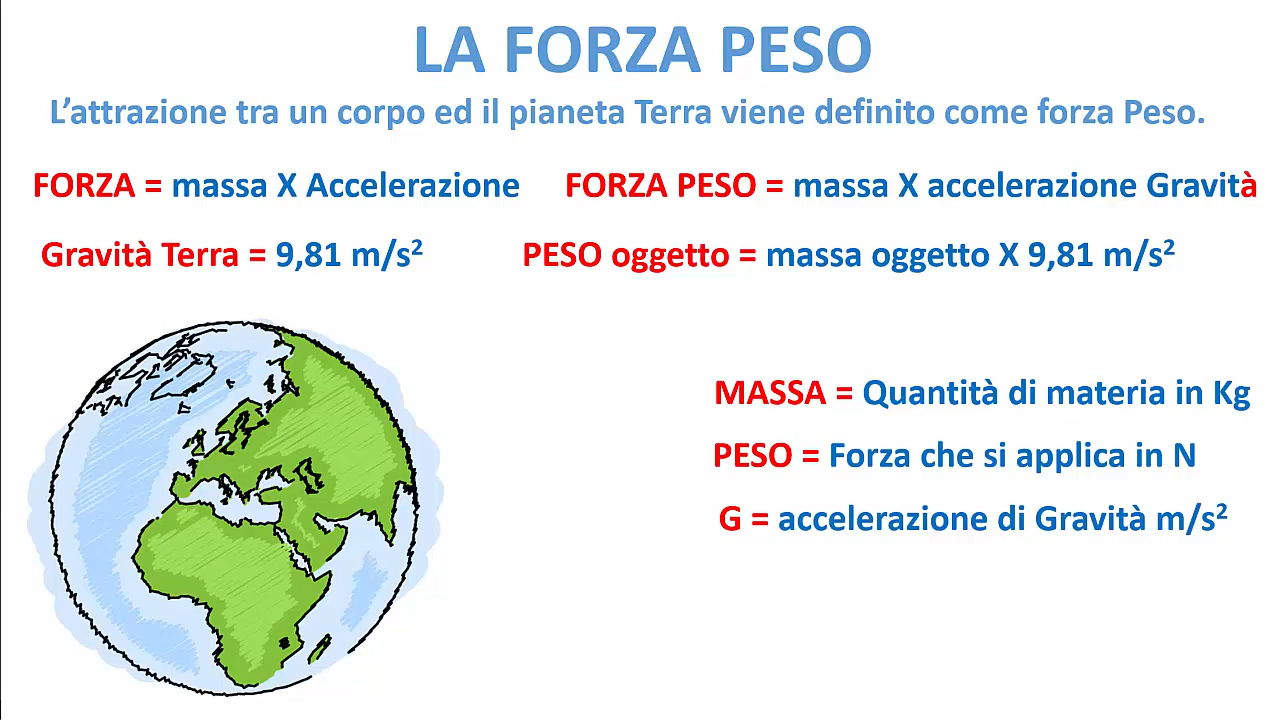 LA FORZA PESO
L'attrazione tra un corpo ed il pianeta Terra viene definito come forza Peso.
FORZA = massa X Accelerazione
FORZA PESO = massa X accelerazione Gravità
Gravità Terra = 9,81 m/s²
PESO oggetto = massa oggetto X 9,81 m/s²
MASSA = Quantità di materia in Kg
PESO = Forza che si applica in N
G = accelerazione di Gravità m/s²